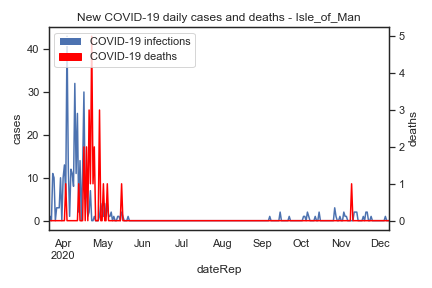 New COVID-19 daily cases and deaths - Isle_of_Man
COVID-19 infections
COVID-19 deaths
cases
40
30
20
10
0
deaths
5
4
3
2
1
0
Apr
2020
May
Jun
Jul
Aug
Sep
Oct
Nov
Dec
dateRep